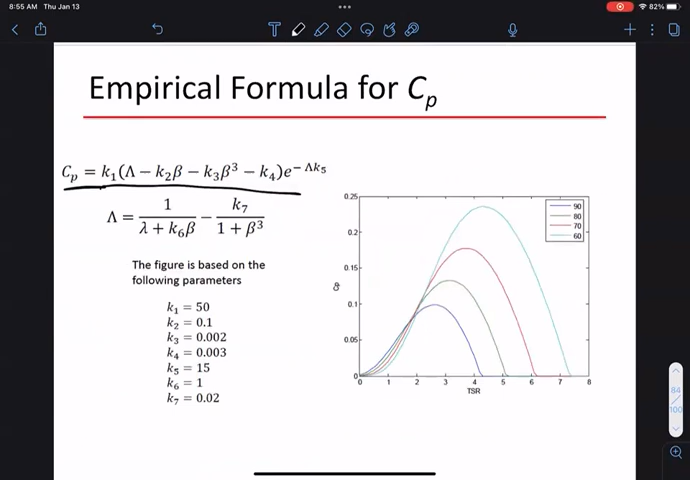 8:55 AM Thu Jan 13
82%
Empirical Formula for Cₚ
Cₚ = k₁(Λ − k₂β − k₃β³ − k₄)e^(− Λk₅)
Λ = 1/(λ + k₆β) − k₇/(1 + β³)
The figure is based on the
following parameters
k₁ = 50
k₂ = 0.1
k₃ = 0.002
k₄ = 0.003
k₅ = 15
k₆ = 1
k₇ = 0.02
0.25
0.2
0.15
0.1
0.05
0
Cp
0 1 2 3 4 5 6 7 8
TSR
90
80
70
60
84
/
100